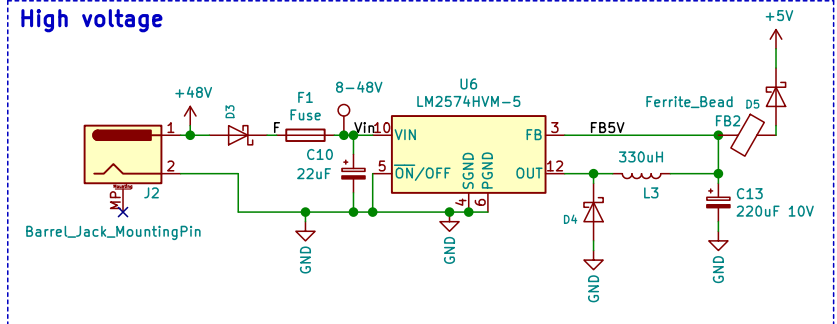 High voltage
+5V
+48V
8-48V
U6
LM2574HVM-5
D3
F1
Fuse
Ferrite_Bead
D5
FB2
1
F
Vin
10
VIN
FB
3
FB5V
C10
22uF
2
5
ON/OFF
SGND
PGND
OUT
12
330uH
L3
Mounting
MP
J2
4
6
D4
C13
220uF 10V
Barrel_Jack_MountingPin
GND
GND
GND
GND